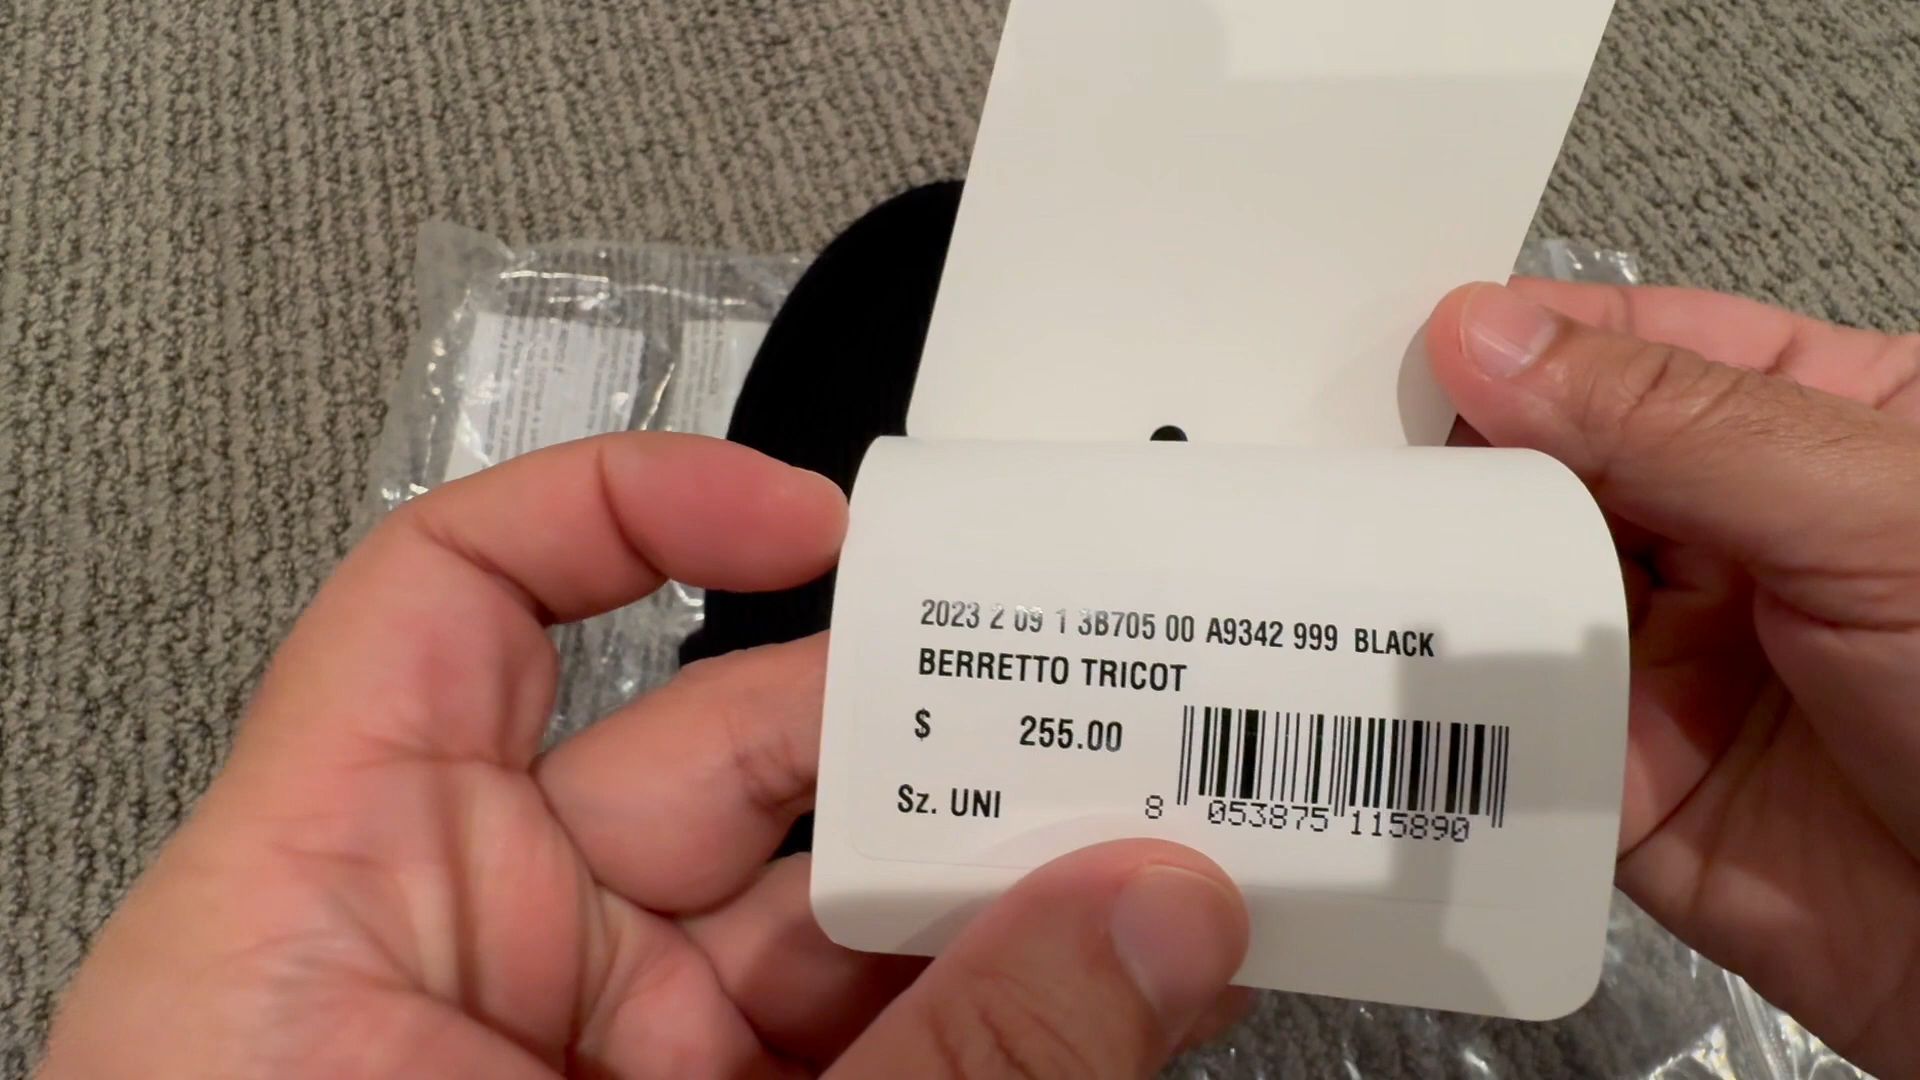 2023 2 09 1 3B705 00 A9342 999 BLACK
BERRETTO TRICOT
$ 255.00
Sz. UNI
8 053875 115890